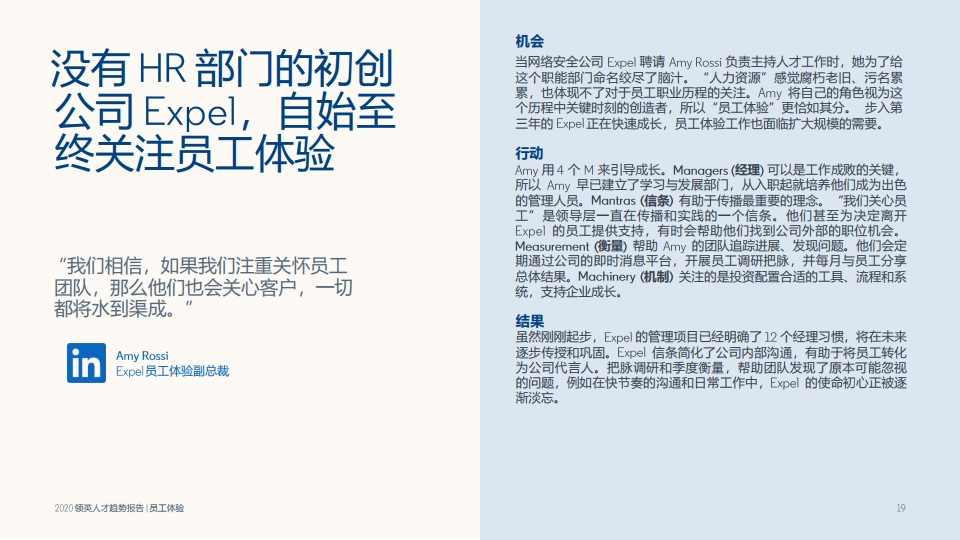 没有 HR 部门的初创
公司 Expel，自始至
终关注员工体验
“我们相信，如果我们注重关怀员工
团队，那么他们也会关心客户，一切
都将水到渠成。”
in
Amy Rossi
Expel 员工体验副总裁
2020 领英人才趋势报告 | 员工体验
机会
当网络安全公司 Expel 聘请 Amy Rossi 负责主持人才工作时，她为了给
这个职能部门命名绞尽了脑汁。“人力资源”感觉腐朽老旧、污名累
累，也体现不了对于员工职业历程的关注。Amy 将自己的角色视为这
个历程中关键时刻的创造者，所以“员工体验”更恰如其分。 步入第
三年的 Expel 正在快速成长，员工体验工作也面临扩大规模的需要。
行动
Amy 用 4 个 M 来引导成长。Managers (经理) 可以是工作成败的关键，
所以 Amy 早已建立了学习与发展部门，从入职起就培养他们成为出色
的管理人员。Mantras (信条) 有助于传播最重要的理念。“我们关心员
工”是领导层一直在传播和实践的一个信条。他们甚至为决定离开
Expel 的员工提供支持，有时会帮助他们找到公司外部的职位机会。
Measurement (衡量) 帮助 Amy 的团队追踪进展、发现问题。他们会定
期通过公司的即时消息平台，开展员工调研把脉，并每月与员工分享
总体结果。Machinery (机制) 关注的是投资配置合适的工具、流程和系
统，支持企业成长。
结果
虽然刚刚起步，Expel 的管理项目已经明确了 12 个经理习惯，将在未来
逐步传授和巩固。Expel 信条简化了公司内部沟通，有助于将员工转化
为公司代言人。把脉调研和季度衡量，帮助团队发现了原本可能忽视
的问题，例如在快节奏的沟通和日常工作中，Expel 的使命初心正被逐
渐淡忘。
19